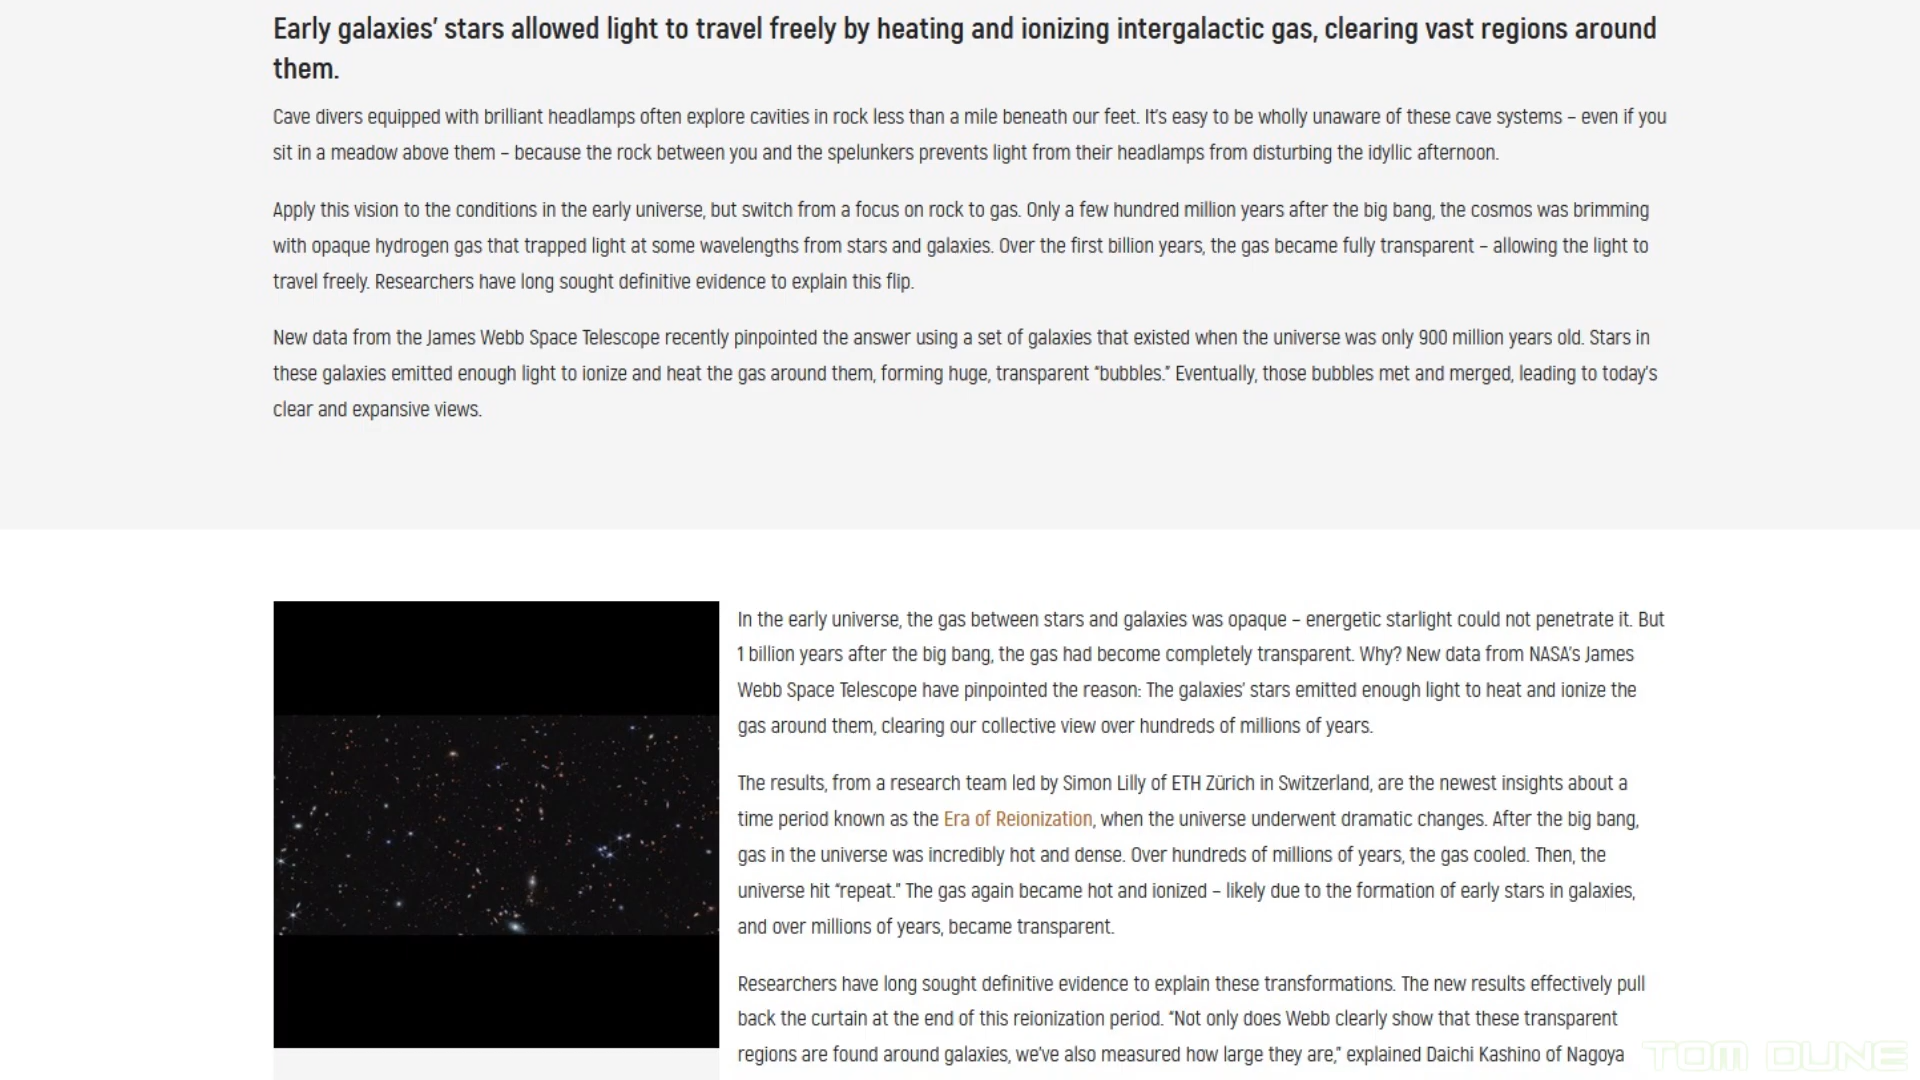 Early galaxies' stars allowed light to travel freely by heating and ionizing intergalactic gas, clearing vast regions around
them.
Cave divers equipped with brilliant headlamps often explore cavities in rock less than a mile beneath our feet. It's easy to be wholly unaware of these cave systems – even if you
sit in a meadow above them – because the rock between you and the spelunkers prevents light from their headlamps from disturbing the idyllic afternoon.
Apply this vision to the conditions in the early universe, but switch from a focus on rock to gas. Only a few hundred million years after the big bang, the cosmos was brimming
with opaque hydrogen gas that trapped light at some wavelengths from stars and galaxies. Over the first billion years, the gas became fully transparent – allowing the light to
travel freely. Researchers have long sought definitive evidence to explain this flip.
New data from the James Webb Space Telescope recently pinpointed the answer using a set of galaxies that existed when the universe was only 900 million years old. Stars in
these galaxies emitted enough light to ionize and heat the gas around them, forming huge, transparent "bubbles." Eventually, those bubbles met and merged, leading to today's
clear and expansive views.
In the early universe, the gas between stars and galaxies was opaque – energetic starlight could not penetrate it. But
1 billion years after the big bang, the gas had become completely transparent. Why? New data from NASA's James
Webb Space Telescope have pinpointed the reason: The galaxies' stars emitted enough light to heat and ionize the
gas around them, clearing our collective view over hundreds of millions of years.
The results, from a research team led by Simon Lilly of ETH Zürich in Switzerland, are the newest insights about a
time period known as the Era of Reionization, when the universe underwent dramatic changes. After the big bang,
gas in the universe was incredibly hot and dense. Over hundreds of millions of years, the gas cooled. Then, the
universe hit "repeat." The gas again became hot and ionized – likely due to the formation of early stars in galaxies,
and over millions of years, became transparent.
Researchers have long sought definitive evidence to explain these transformations. The new results effectively pull
back the curtain at the end of this reionization period. "Not only does Webb clearly show that these transparent
regions are found around galaxies, we've also measured how large they are," explained Daichi Kashino of Nagoya
TOM DUNE